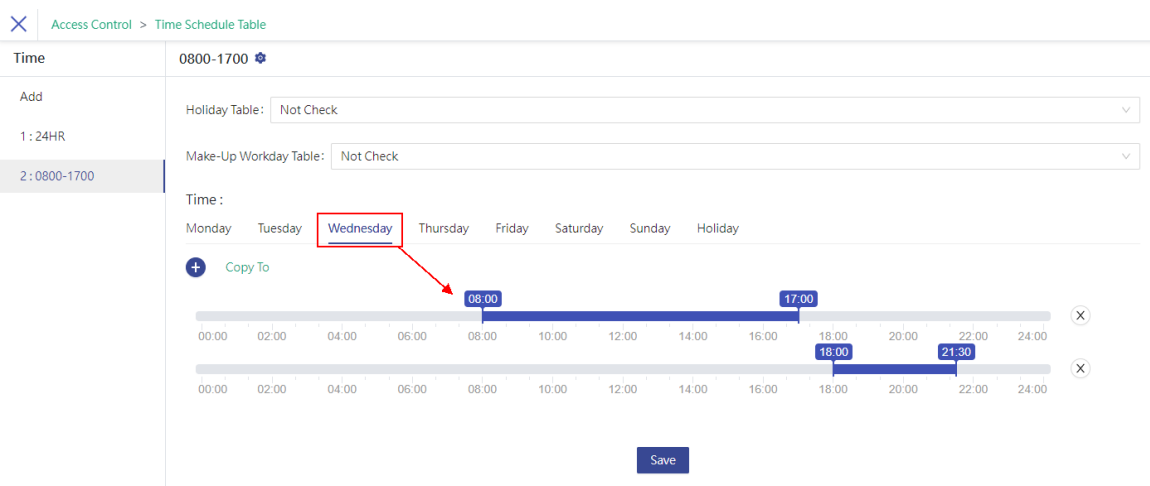 Access Control > Time Schedule Table
Time
0800-1700
Add
1 : 24HR
2 : 0800-1700
Holiday Table : Not Check
Make-Up Workday Table : Not Check
Time :
Monday Tuesday Wednesday Thursday Friday Saturday Sunday Holiday
+ Copy To
08:00 17:00
00:00 02:00 04:00 06:00 08:00 10:00 12:00 14:00 16:00 18:00 20:00 22:00 24:00
18:00 21:30
00:00 02:00 04:00 06:00 08:00 10:00 12:00 14:00 16:00 18:00 20:00 22:00 24:00
Save